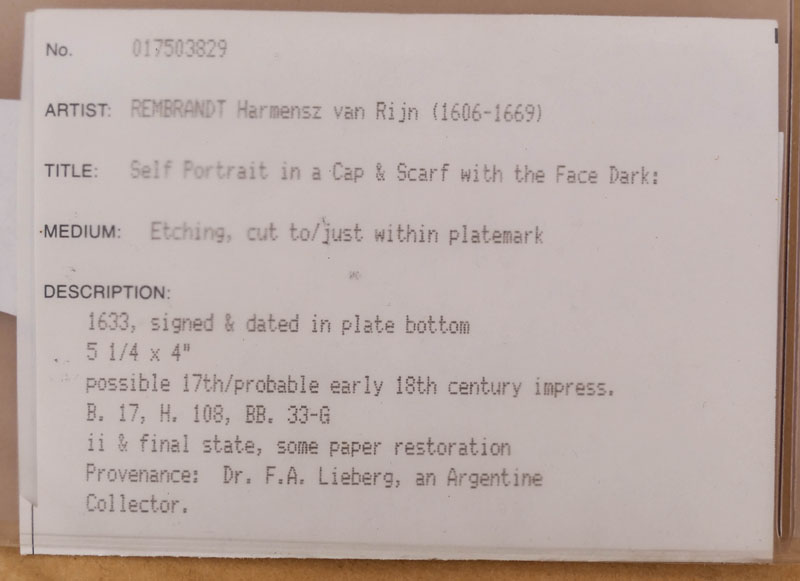 No. 017503829
ARTIST: REMBRANDT Harmensz van Rijn (1606-1669)
TITLE: Self Portrait in a Cap & Scarf with the Face Dark:
MEDIUM: Etching, cut to/just within platemark
DESCRIPTION:
1633, signed & dated in plate bottom
5 1/4 x 4"
possible 17th/probable early 18th century impress.
B. 17, H. 108, BB. 33-G
ii & final state, some paper restoration
Provenance: Dr. F.A. Lieberg, an Argentine
Collector.